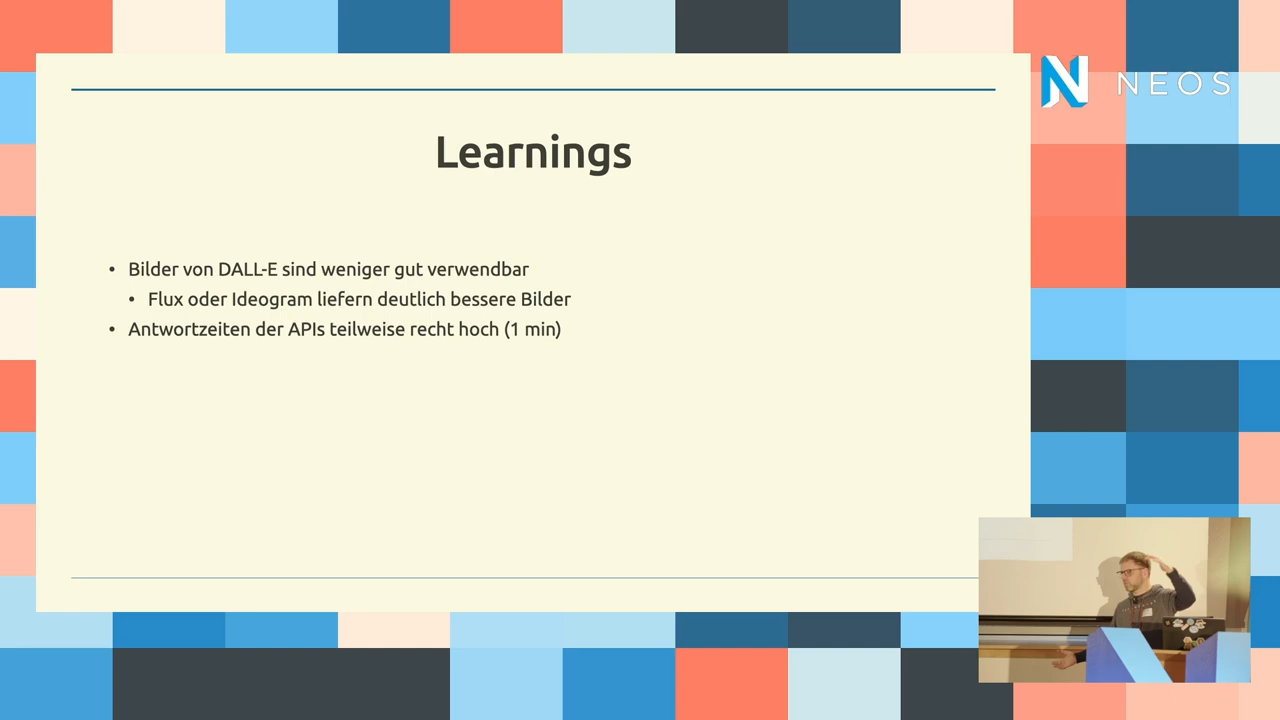 NEOS
Learnings
• Bilder von DALL-E sind weniger gut verwendbar
• Flux oder Ideogram liefern deutlich bessere Bilder
• Antwortzeiten der APIs teilweise recht hoch (1 min)